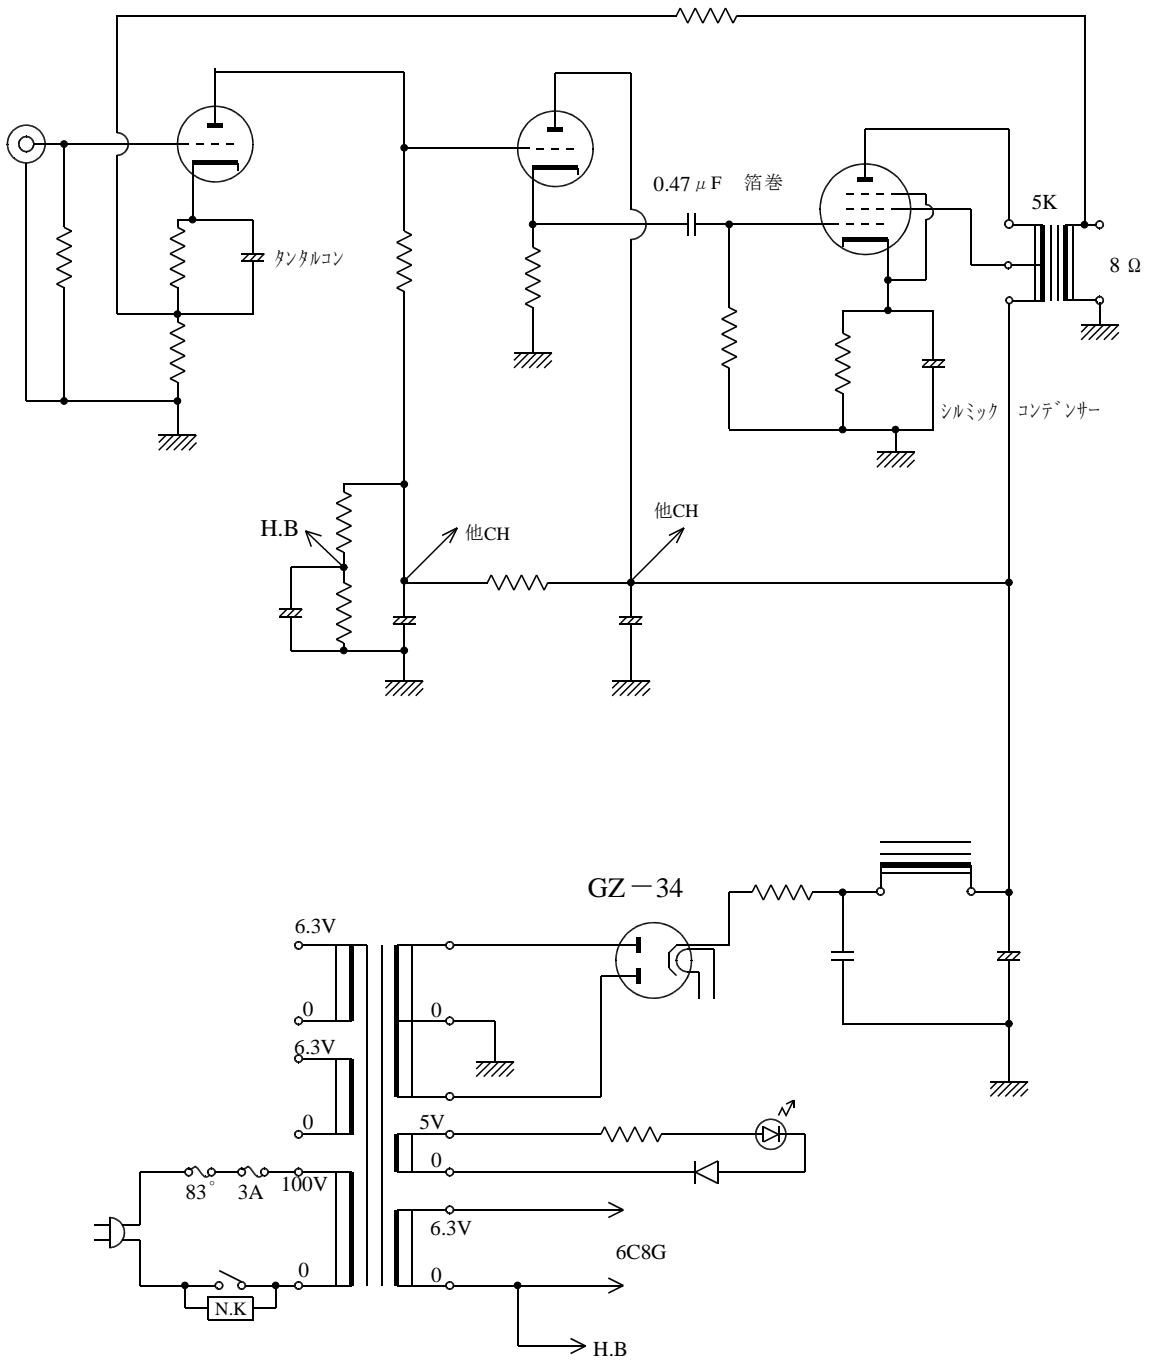 0.47μF 箔巻
5K
タンタルコン
8 Ω
シルミック コンデンサー
他CH
H.B
他CH
GZ－34
6.3V
0
0
6.3V
5V
0
0
83°
3A
100V
6.3V
6C8G
0
0
N.K
H.B